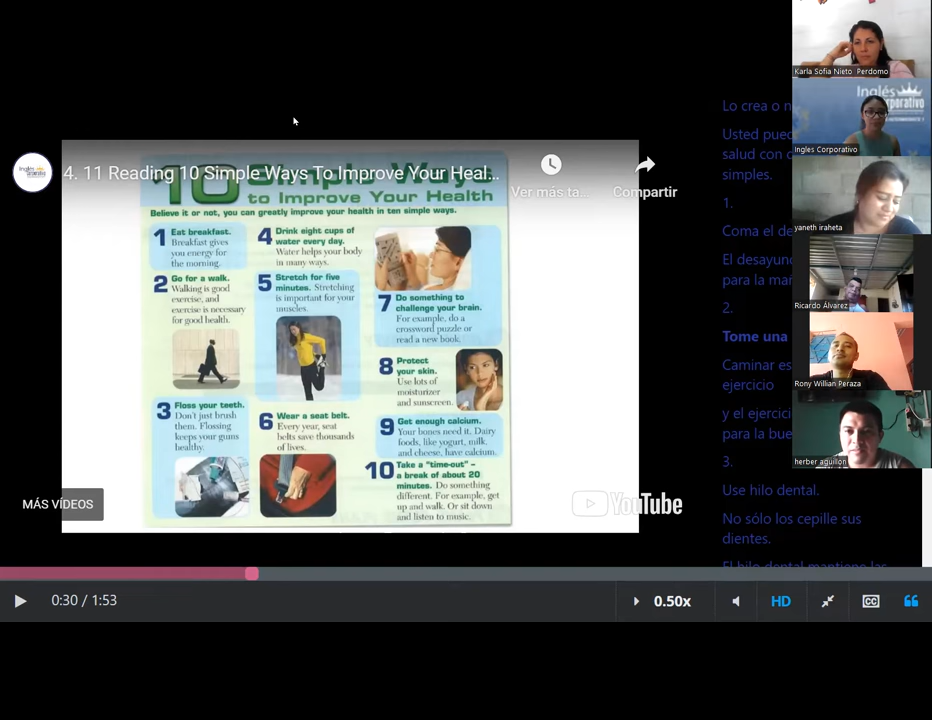 4. 11 Reading 10 Simple Ways To Improve Your Heal...
Ver más ta...
Compartir
10 Simple Ways
to Improve Your Health
Believe it or not, you can greatly improve your health in ten simple ways.
1 Eat breakfast.
Breakfast gives
you energy for
the morning.
2 Go for a walk.
Walking is good
exercise, and
exercise is necessary
for good health.
3 Floss your teeth.
Don't just brush
them. Flossing
keeps your gums
healthy.
4 Drink eight cups of
water every day.
Water helps your body
in many ways.
5 Stretch for five
minutes. Stretching
is important for your
muscles.
6 Wear a seat belt.
Every year, seat
belts save thousands
of lives.
7 Do something to
challenge your brain.
For example, do a
crossword puzzle or
read a new book.
8 Protect
your skin.
Use lots of
moisturizer
and sunscreen.
9 Get enough calcium.
Your bones need it. Dairy
foods, like yogurt, milk,
and cheese, have calcium.
10 Take a "time-out" –
a break of about 20
minutes. Do something
different. For example, get
up and walk. Or sit down
and listen to music.
MÁS VÍDEOS
YouTube
0:30 / 1:53
0.50x
HD
CC
Lo crea o n
Usted pued
salud con d
simples.
1.
Coma el de
El desayuno
para la mañ
2.
Tome una
Caminar es
ejercicio
y el ejercici
para la bue
3.
Use hilo dental.
No sólo los cepille sus
dientes.
El hilo dental mantiene las
Karla Sofia Nieto Perdomo
Inglés
Corporativo
Ingles Corporativo
yaneth iraheta
Ricardo Álvarez
Rony Willian Peraza
herber aguillon